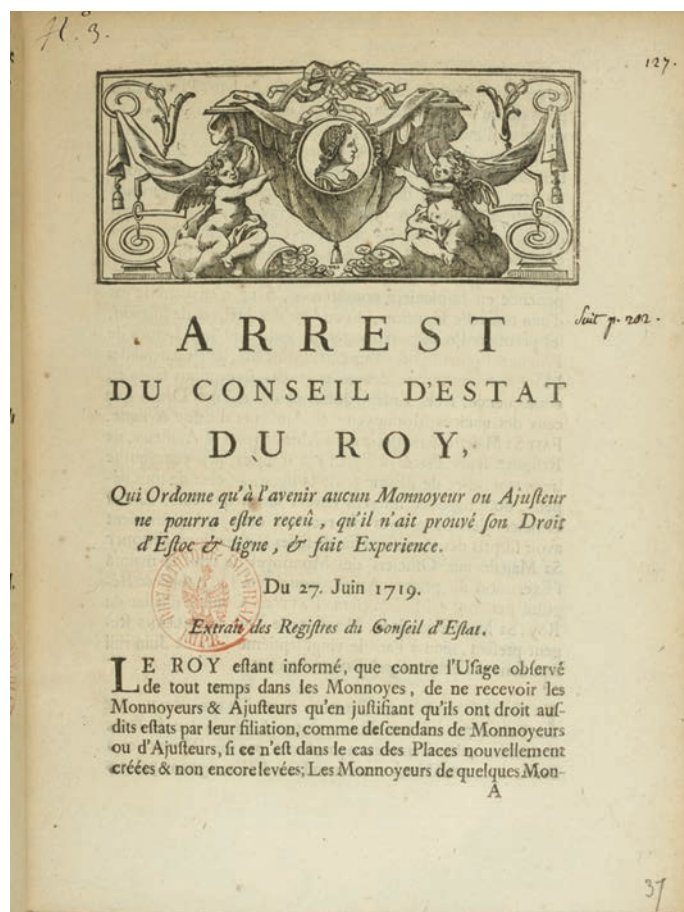 fl. 3.
127.
ARREST
Suit p. 202.
DU CONSEIL D'ESTAT
DU ROY,
Qui Ordonne qu'à l'avenir aucun Monnoyeur ou Ajuſteur
ne pourra eſtre reçeû, qu'il n'ait prouvé ſon Droit
d'Eſtoc & ligne, & fait Experience.
Du 27. Juin 1719.
Extrait des Regiſtres du Conſeil d'Eſtat.
LE ROY eſtant informé, que contre l'Uſage obſervé
de tout temps dans les Monnoyes, de ne recevoir les
Monnoyeurs & Ajuſteurs qu'en juſtifiant qu'ils ont droit auſ-
dits eſtats par leur filiation, comme deſcendans de Monnoyeurs
ou d'Ajuſteurs, ſi ce n'eſt dans le cas des Places nouvellement
créées & non encore levées; Les Monnoyeurs de quelques Mon-
A
37